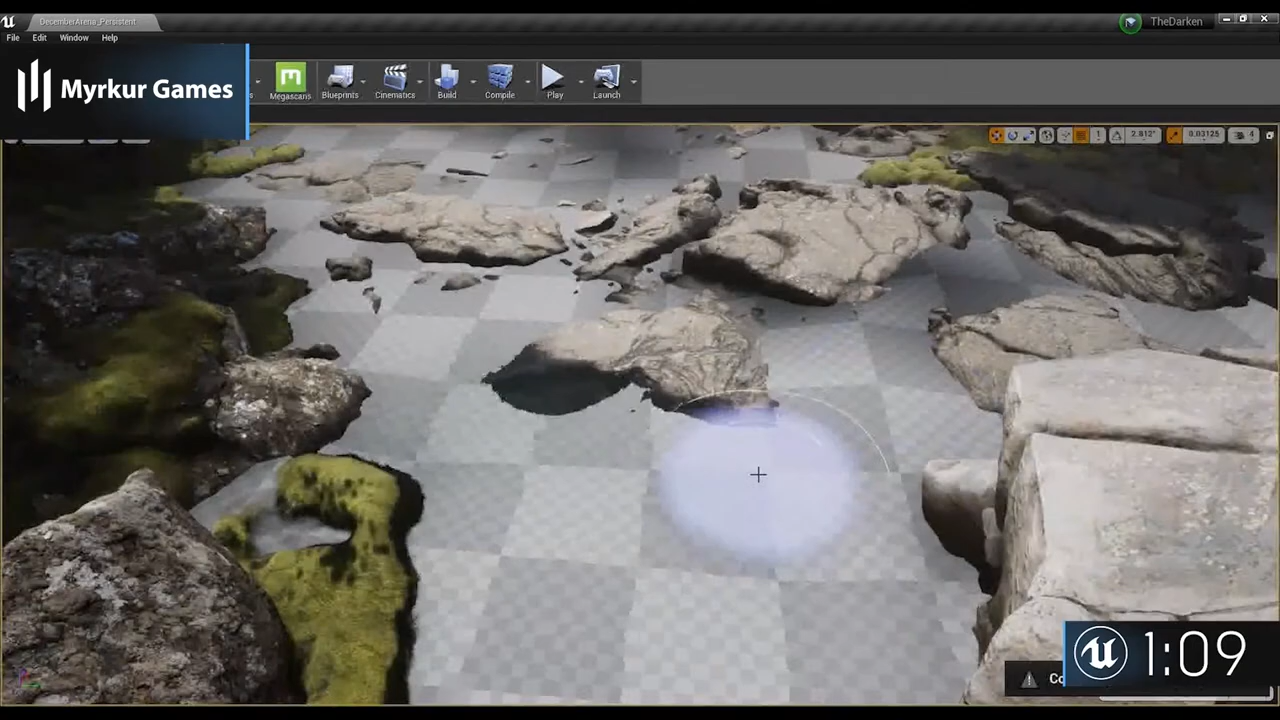 DecemberArena_Persistent
TheDarken
File Edit Window Help
Myrkur Games
Megascans Blueprints Cinematics Build Compile Play Launch
2.812° 0.03125 4
Co
1:09